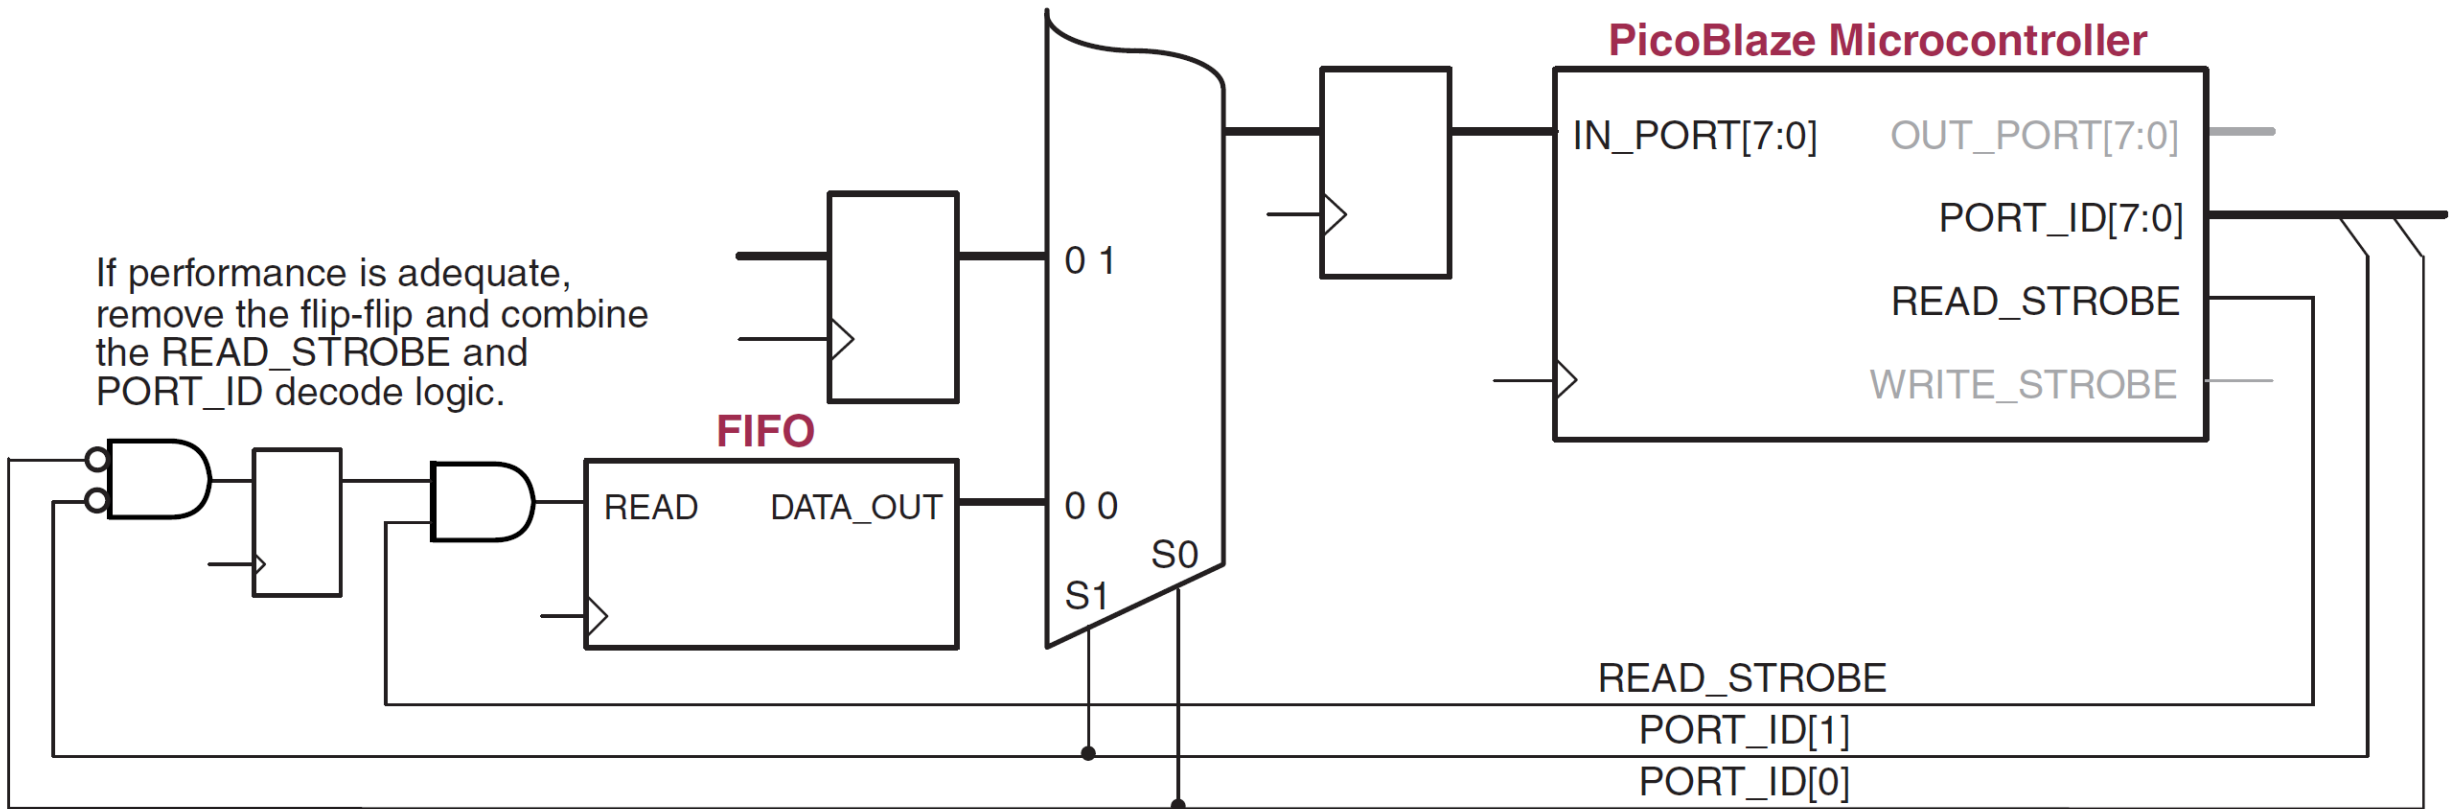 PicoBlaze Microcontroller
IN_PORT[7:0]
OUT_PORT[7:0]
PORT_ID[7:0]
READ_STROBE
WRITE_STROBE
0 1
If performance is adequate,
remove the flip-flip and combine
the READ_STROBE and
PORT_ID decode logic.
FIFO
READ
DATA_OUT
0 0
S0
S1
READ_STROBE
PORT_ID[1]
PORT_ID[0]